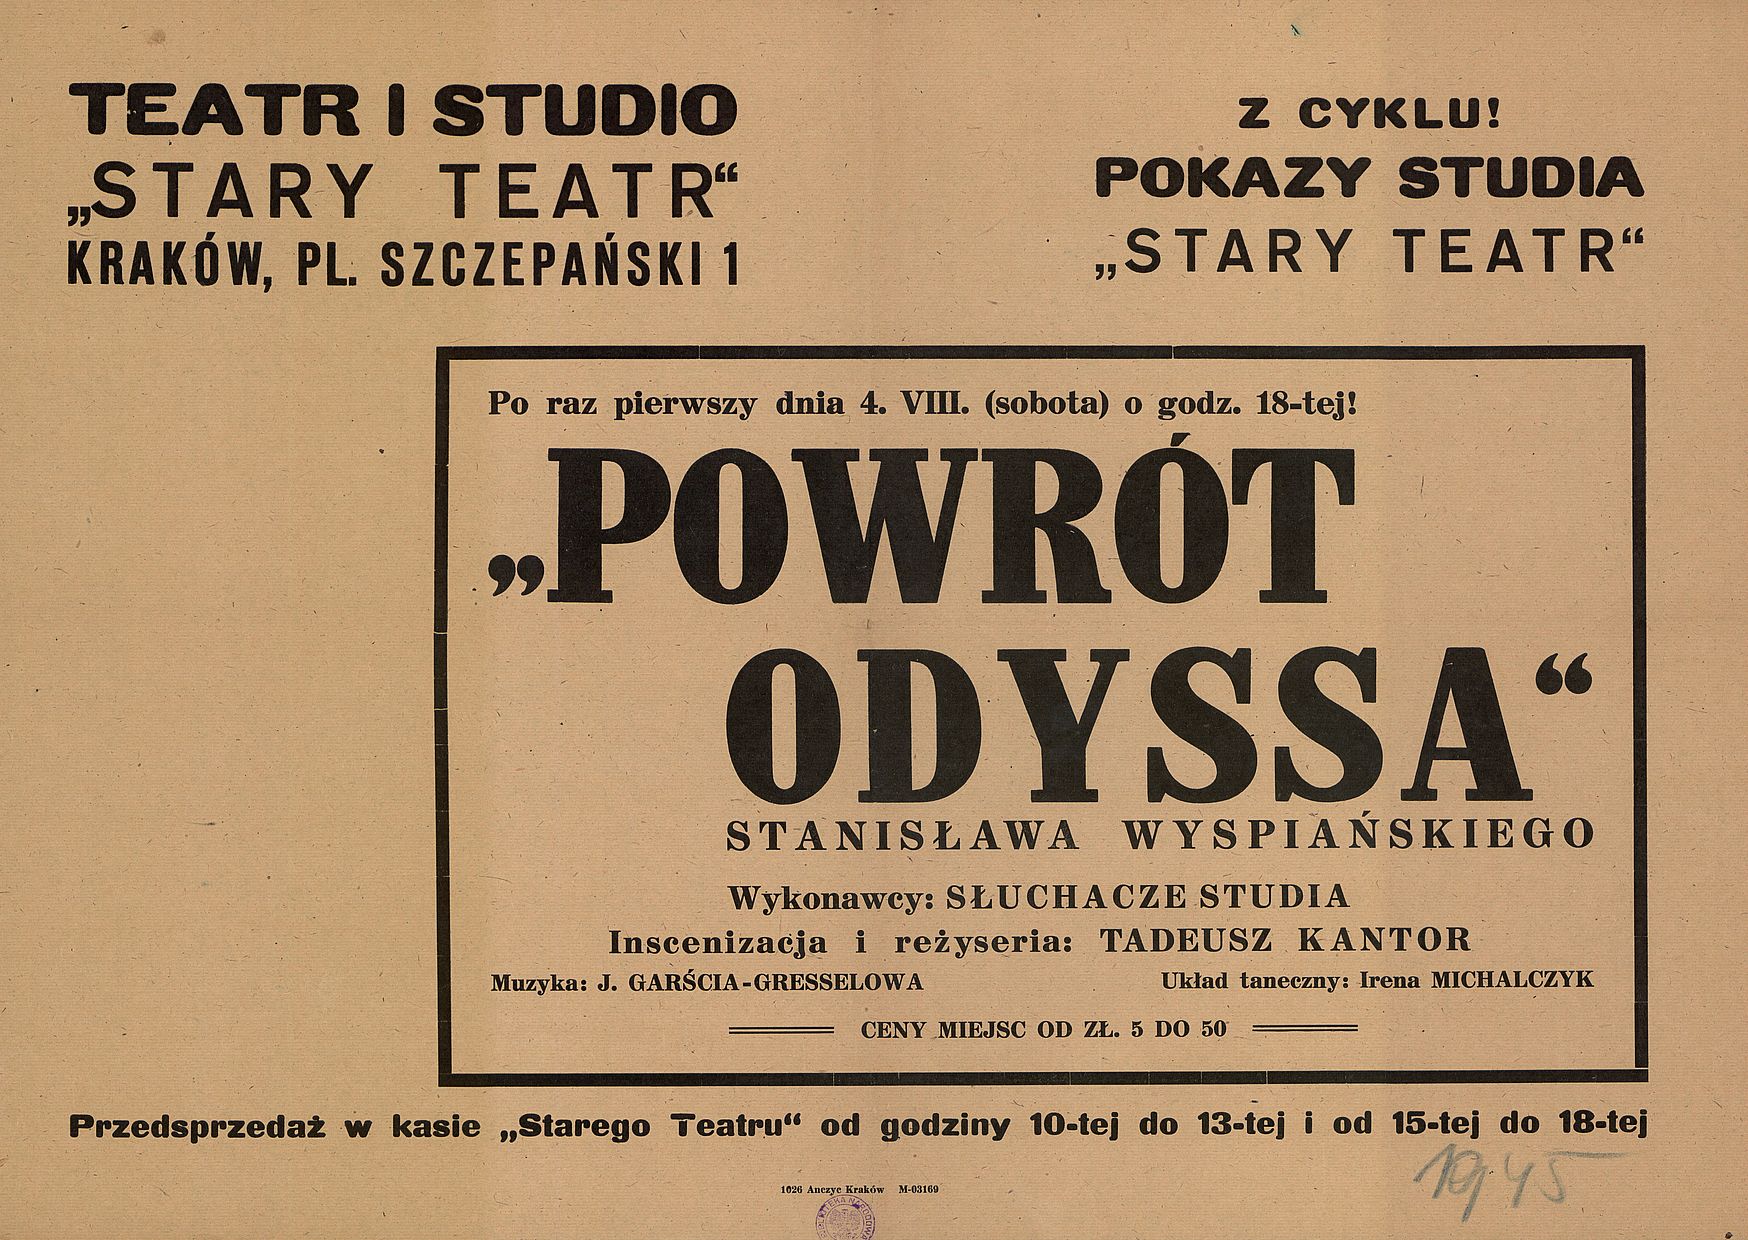 TEATR I STUDIO
„STARY TEATR“
KRAKÓW, PL. SZCZEPAŃSKI 1
Z CYKLU!
POKAZY STUDIA
„STARY TEATR“
Po raz pierwszy dnia 4. VIII. (sobota) o godz. 18-tej!
„POWRÓT
ODYSSA“
STANISŁAWA WYSPIAŃSKIEGO
Wykonawcy: SŁUCHACZE STUDIA
Inscenizacja i reżyseria: TADEUSZ KANTOR
Muzyka: J. GARŚCIA-GRESSELOWA
Układ taneczny: Irena MICHALCZYK
CENY MIEJSC OD ZŁ. 5 DO 50
Przedsprzedaż w kasie „Starego Teatru“ od godziny 10-tej do 13-tej i od 15-tej do 18-tej
1945
1026 Anczyc Kraków M-03169
BIBLIOTEKA NARODOWA